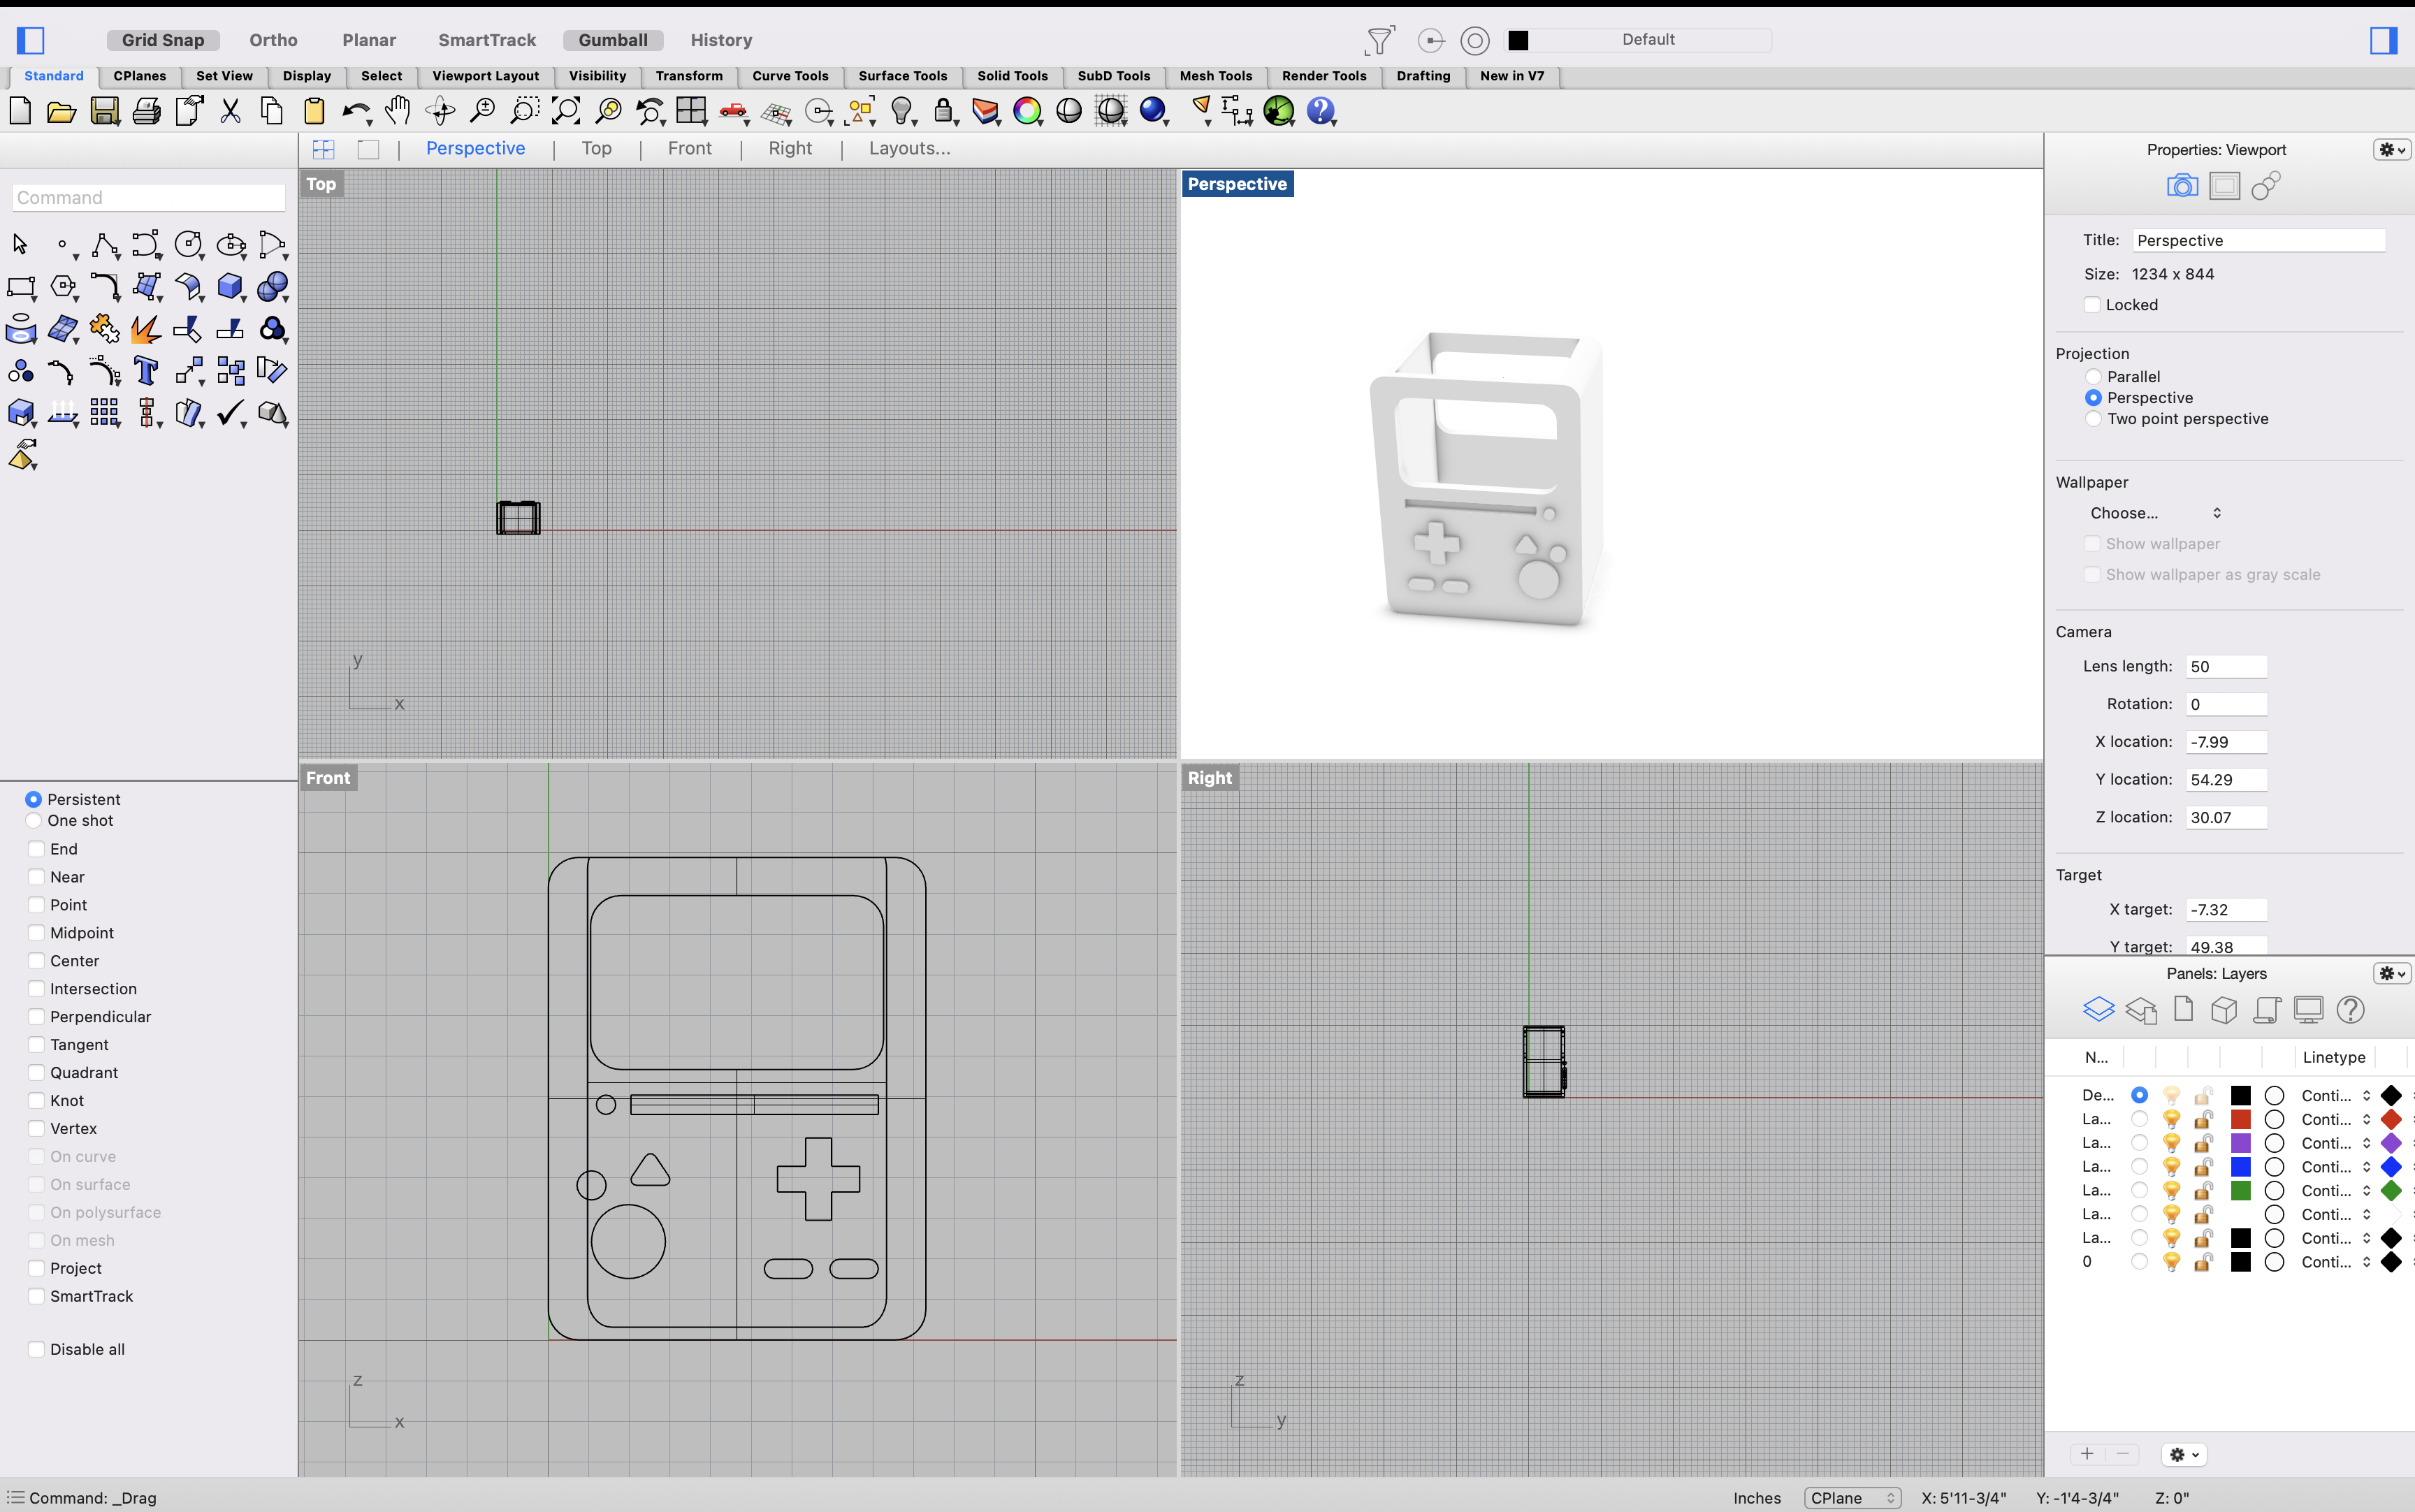 Grid Snap Ortho Planar SmartTrack Gumball History Default
Standard CPlanes Set View Display Select Viewport Layout Visibility Transform Curve Tools Surface Tools Solid Tools SubD Tools Mesh Tools Render Tools Drafting New in V7
Perspective | Top | Front | Right | Layouts...
Command
Top
y
x
Perspective
Front
z
x
Right
z
y
Persistent
One shot
End
Near
Point
Midpoint
Center
Intersection
Perpendicular
Tangent
Quadrant
Knot
Vertex
On curve
On surface
On polysurface
On mesh
Project
SmartTrack
Disable all
Properties: Viewport
Title: Perspective
Size: 1234 x 844
Locked
Projection
Parallel
Perspective
Two point perspective
Wallpaper
Choose...
Show wallpaper
Show wallpaper as gray scale
Camera
Lens length: 50
Rotation: 0
X location: -7.99
Y location: 54.29
Z location: 30.07
Target
X target: -7.32
Y target: 49.38
Panels: Layers
N... Linetype
De... Conti...
La... Conti...
La... Conti...
La... Conti...
La... Conti...
La... Conti...
La... Conti...
0 Conti...
Command: _Drag
Inches CPlane X: 5'11-3/4" Y: -1'4-3/4" Z: 0"